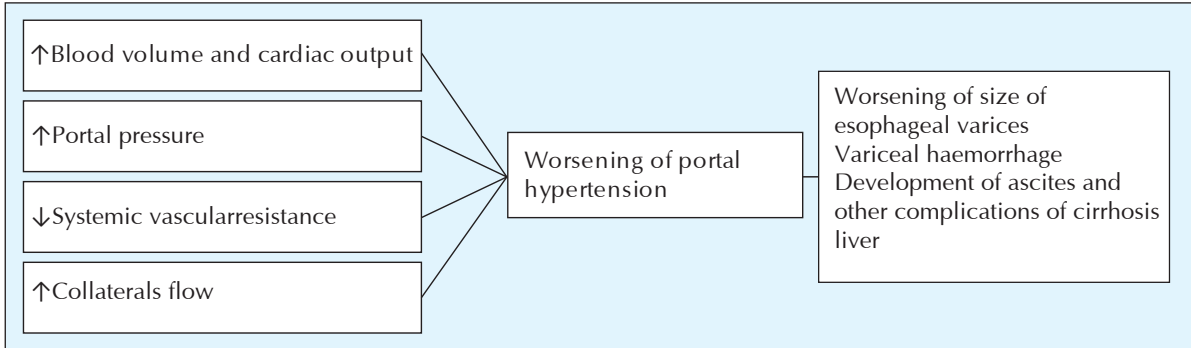 ↑Blood volume and cardiac output
↑Portal pressure
↓Systemic vascularresistance
↑Collaterals flow
Worsening of portal
hypertension
Worsening of size of
esophageal varices
Variceal haemorrhage
Development of ascites and
other complications of cirrhosis
liver